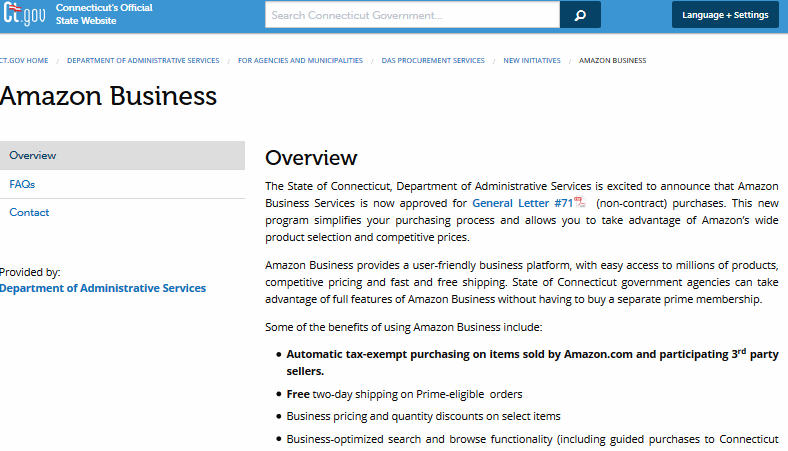 Ct.gov
Connecticut's Official
State Website
Search Connecticut Government...
Language + Settings
CT.GOV HOME / DEPARTMENT OF ADMINISTRATIVE SERVICES / FOR AGENCIES AND MUNICIPALITIES / DAS PROCUREMENT SERVICES / NEW INITIATIVES / AMAZON BUSINESS
Amazon Business
Overview
FAQs
Contact
Provided by:
Department of Administrative Services
Overview
The State of Connecticut, Department of Administrative Services is excited to announce that Amazon
Business Services is now approved for General Letter #71 (non-contract) purchases. This new
program simplifies your purchasing process and allows you to take advantage of Amazon's wide
product selection and competitive prices.
Amazon Business provides a user-friendly business platform, with easy access to millions of products,
competitive pricing and fast and free shipping. State of Connecticut government agencies can take
advantage of full features of Amazon Business without having to buy a separate prime membership.
Some of the benefits of using Amazon Business include:
• Automatic tax-exempt purchasing on items sold by Amazon.com and participating 3rd party
sellers.
• Free two-day shipping on Prime-eligible orders
• Business pricing and quantity discounts on select items
• Business-optimized search and browse functionality (including guided purchases to Connecticut